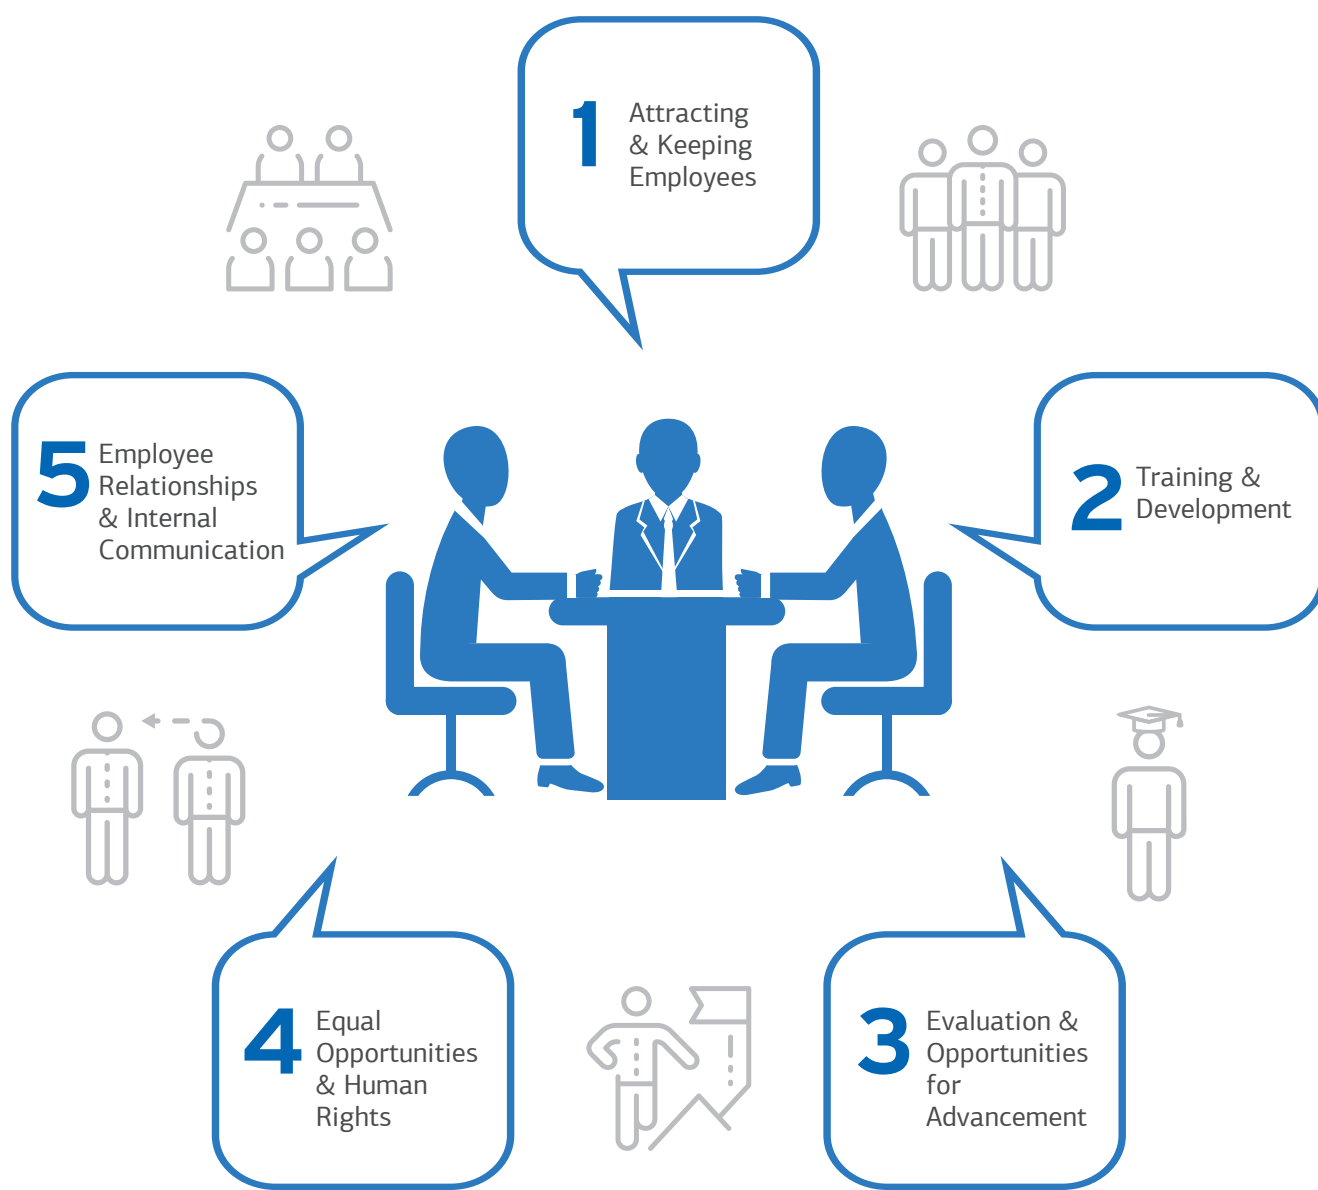 1
Attracting
& Keeping
Employees
2
Training &
Development
3
Evaluation &
Opportunities
for
Advancement
4
Equal
Opportunities
& Human
Rights
5
Employee
Relationships
& Internal
Communication